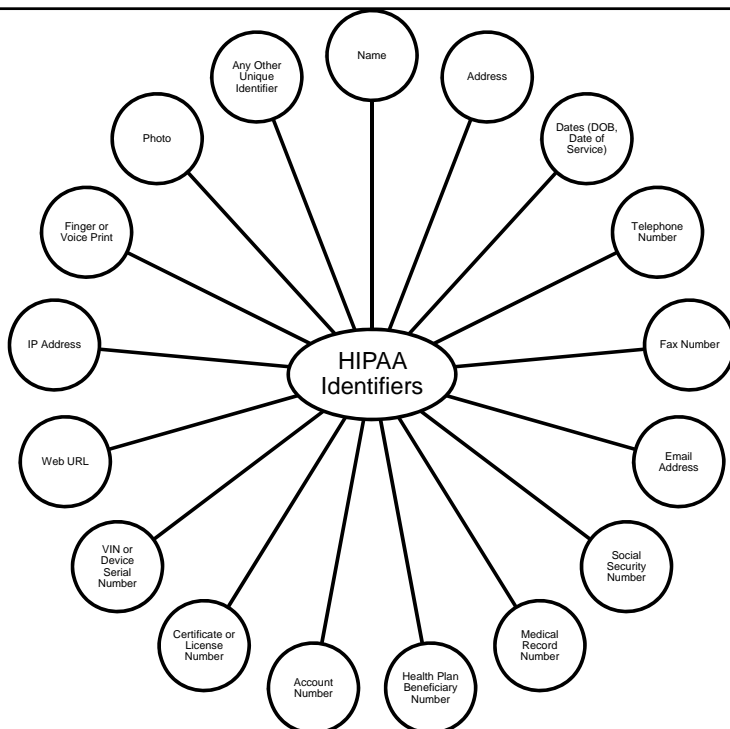 Name
Address
Dates (DOB,
Date of
Service)
Telephone
Number
Fax Number
Email
Address
Social
Security
Number
Medical
Record
Number
Health Plan
Beneficiary
Number
Account
Number
Certificate or
License
Number
VIN or
Device
Serial
Number
Web URL
IP Address
Finger or
Voice Print
Photo
Any Other
Unique
Identifier
HIPAA
Identifiers